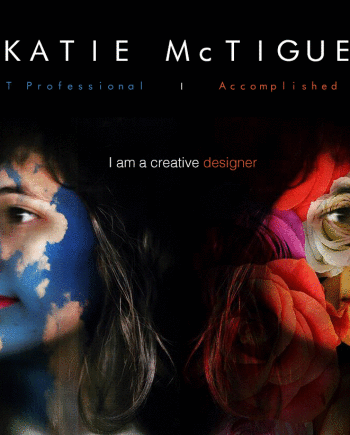 KATIE McTIGUE
T Professional | Accomplished
I am a creative designer